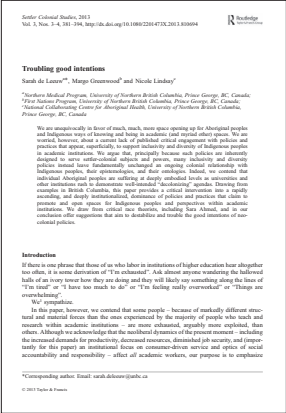 Settler Colonial Studies, 2013
Vol. 3, Nos. 3–4, 381–394, http://dx.doi.org/10.1080/2201473X.2013.810694
Routledge
Taylor & Francis Group
Troubling good intentions
Sarah de Leeuwa*, Margo Greenwoodb and Nicole Lindsayc
aNorthern Medical Program, University of Northern British Columbia, Prince George, BC, Canada;
bFirst Nations Program, University of Northern British Columbia, Prince George, BC, Canada;
cNational Collaborating Centre for Aboriginal Health, University of Northern British Columbia,
Prince George, BC, Canada
We are unequivocally in favor of much, much, more space opening up for Aboriginal peoples
and Indigenous ways of knowing and being in academic (and myriad other) spaces. We are
worried, however, about a lack of published critical engagement with policies and
practices that appear, superficially, to support inclusivity and diversity of Indigenous peoples
in academic institutions. We argue that, principally because such policies are inherently
designed to serve settler-colonial subjects and powers, many inclusivity and diversity
policies instead leave fundamentally unchanged an ongoing colonial relationship with
Indigenous peoples, their epistemologies, and their ontologies. Indeed, we contend that
individual Aboriginal peoples are suffering at deeply embodied levels as universities and
other institutions rush to demonstrate well-intended “decolonizing” agendas. Drawing from
examples in British Columbia, this paper provides a critical intervention into a rapidly
ascending, and deeply institutionalized, dominance of policies and practices that claim to
promote and open spaces for Indigenous peoples and perspectives within academic
institutions. We draw from critical race theorists, including Sara Ahmed, and in our
conclusion offer suggestions that aim to destabilize and trouble the good intentions of neo-
colonial policies.
Introduction
If there is one phrase that those of us who labor in institutions of higher education hear altogether
too often, it is some derivation of “I’m exhausted”. Ask almost anyone wandering the hallowed
halls of an ivory tower how they are doing and they will likely say something along the lines of
“I’m tired” or “I have too much to do” or “I’m feeling really overworked” or “Things are
overwhelming”.
We1 sympathize.
In this paper, however, we contend that some people – because of markedly different struc-
tural and material forces than the ones experienced by the majority of people who teach and
research within academic institutions – are more exhausted, arguably more exploited, than
others. Although we acknowledge that the neoliberal dynamics of the present moment – including
the increased demands for productivity, decreased resources, diminished job security, and (impor-
tantly for this paper) an institutional focus on consumer-driven service and optics of social
accountability and responsibility – affect all academic workers, our purpose is to emphasize
*Corresponding author. Email: sarah.deleeuw@unbc.ca
© 2013 Taylor & Francis